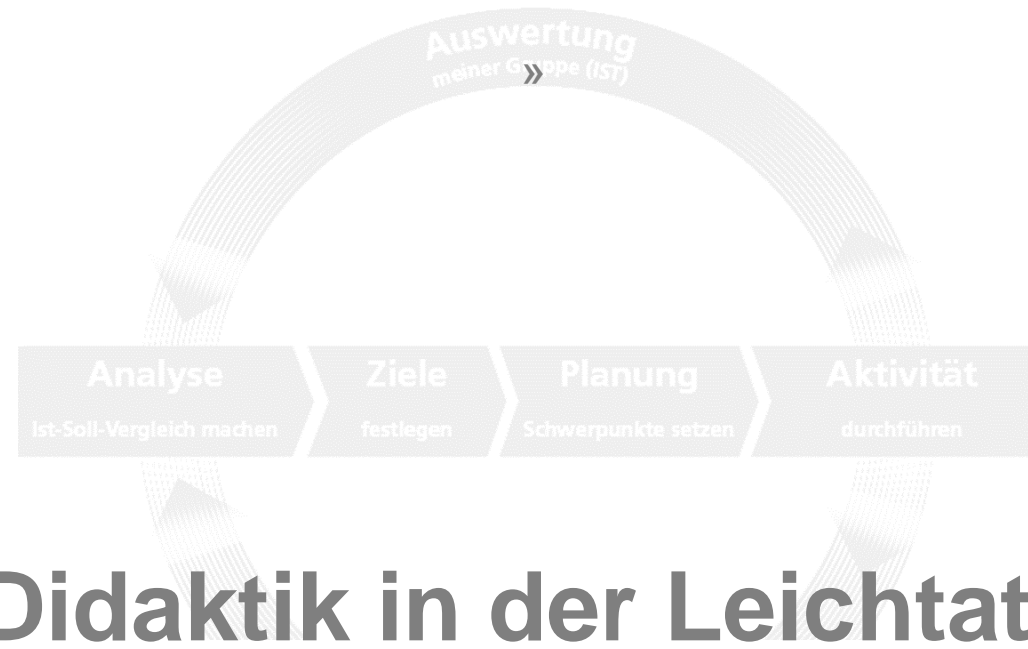 Auswertung
meiner Gruppe (IST)
»
Analyse Ziele Planung Aktivität
Ist-Soll-Vergleich machen festlegen Schwerpunkte setzen durchführen
Didaktik in der Leichtat